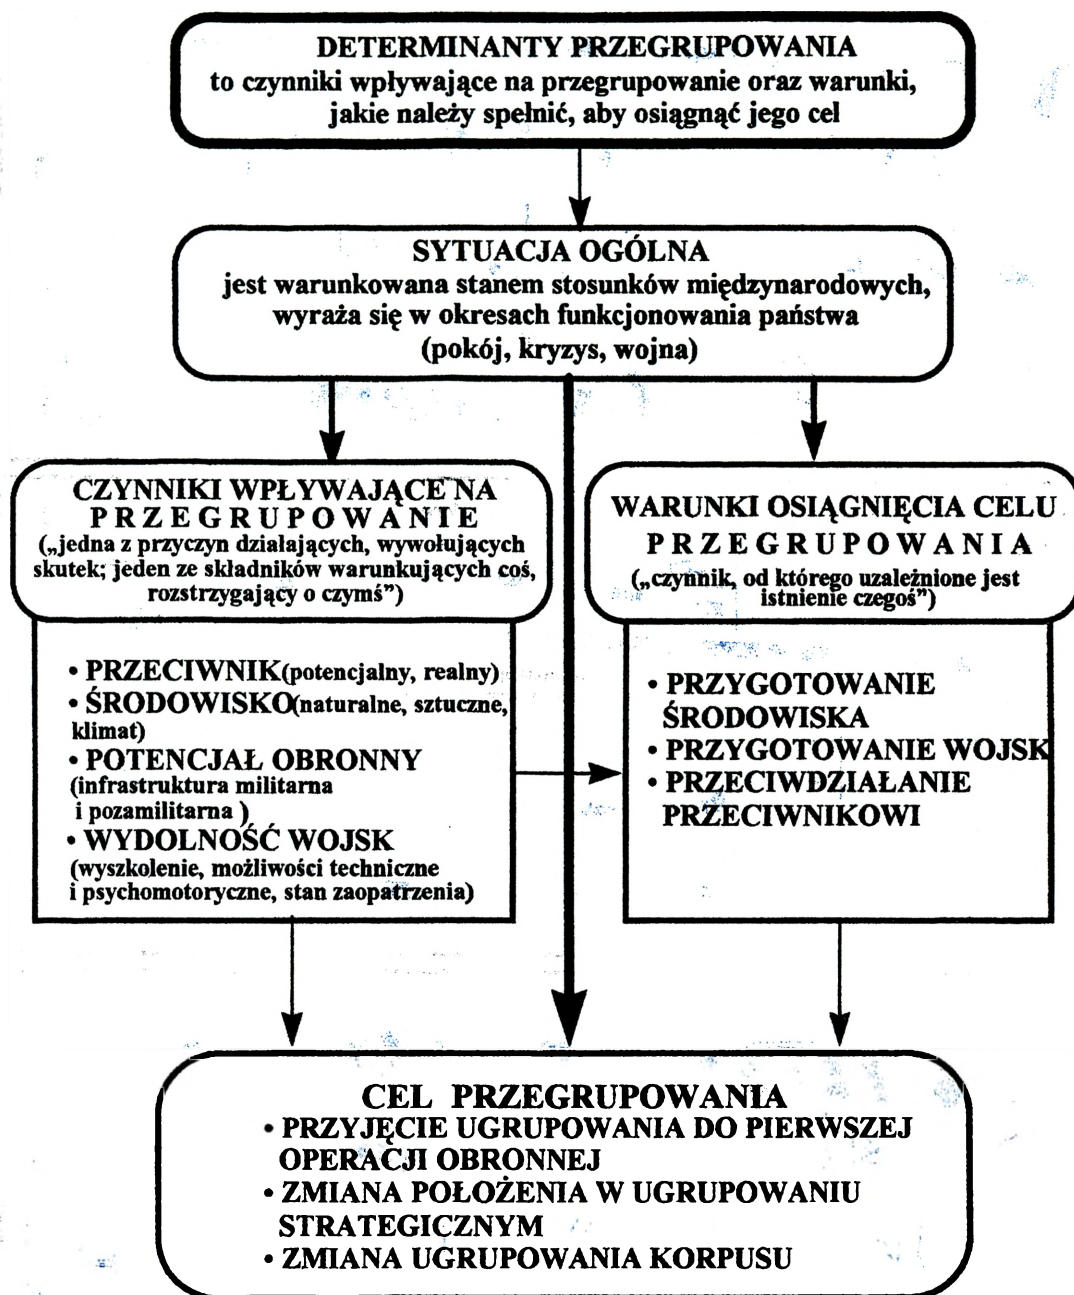 DETERMINANTY PRZEGRUPOWANIA
to czynniki wpływające na przegrupowanie oraz warunki,
jakie należy spełnić, aby osiągnąć jego cel
SYTUACJA OGÓLNA
jest warunkowana stanem stosunków międzynarodowych,
wyraża się w okresach funkcjonowania państwa
(pokój, kryzys, wojna)
CZYNNIKI WPŁYWAJĄCE NA
PRZEGRUPOWANIE
(„jedna z przyczyn działających, wywołujących
skutek; jeden ze składników warunkujących coś,
rozstrzygający o czymś”)
• PRZECIWNIK(potencjalny, realny)
• ŚRODOWISKO(naturalne, sztuczne,
klimat)
• POTENCJAŁ OBRONNY
(infrastruktura militarna
i pozamilitarna )
• WYDOLNOŚĆ WOJSK
(wyszkolenie, możliwości techniczne
i psychomotoryczne, stan zaopatrzenia)
WARUNKI OSIĄGNIĘCIA CELU
PRZEGRUPOWANIA
(„czynnik, od którego uzależnione jest
istnienie czegoś”)
• PRZYGOTOWANIE
ŚRODOWISKA
• PRZYGOTOWANIE WOJSK
• PRZECIWDZIAŁANIE
PRZECIWNIKOWI
CEL PRZEGRUPOWANIA
• PRZYJĘCIE UGRUPOWANIA DO PIERWSZEJ
OPERACJI OBRONNEJ
• ZMIANA POŁOŻENIA W UGRUPOWANIU
STRATEGICZNYM
• ZMIANA UGRUPOWANIA KORPUSU